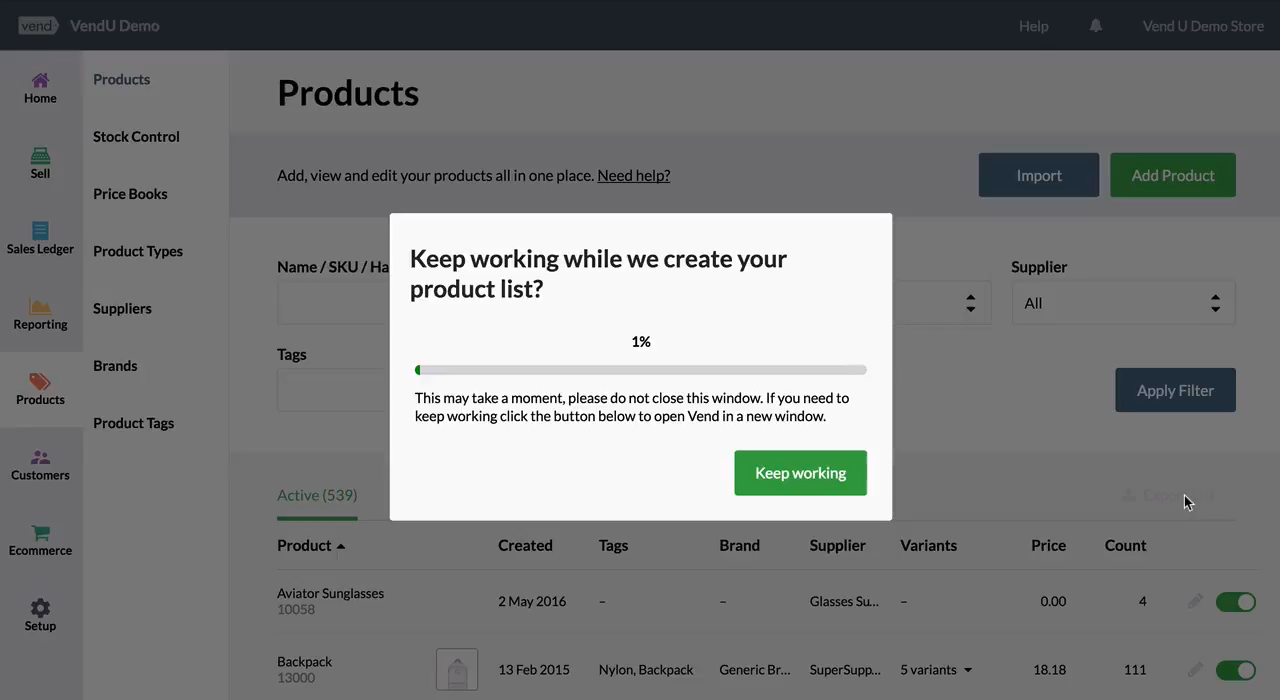 vend VendU Demo Help Vend U Demo Store
Home
Sell
Sales Ledger
Reporting
Products
Customers
Ecommerce
Setup
Products
Stock Control
Price Books
Product Types
Suppliers
Brands
Product Tags
Products
Add, view and edit your products all in one place. Need help?
Import
Add Product
Name / SKU / Ha
Supplier
All
Tags
Apply Filter
Keep working while we create your
product list?
1%
This may take a moment, please do not close this window. If you need to
keep working click the button below to open Vend in a new window.
Keep working
Active (539)
Product Created Tags Brand Supplier Variants Price Count
Aviator Sunglasses 2 May 2016 – – Glasses Su... – 0.00 4
10058
Backpack 13 Feb 2015 Nylon, Backpack Generic Br... SuperSupp... 5 variants 18.18 111
13000